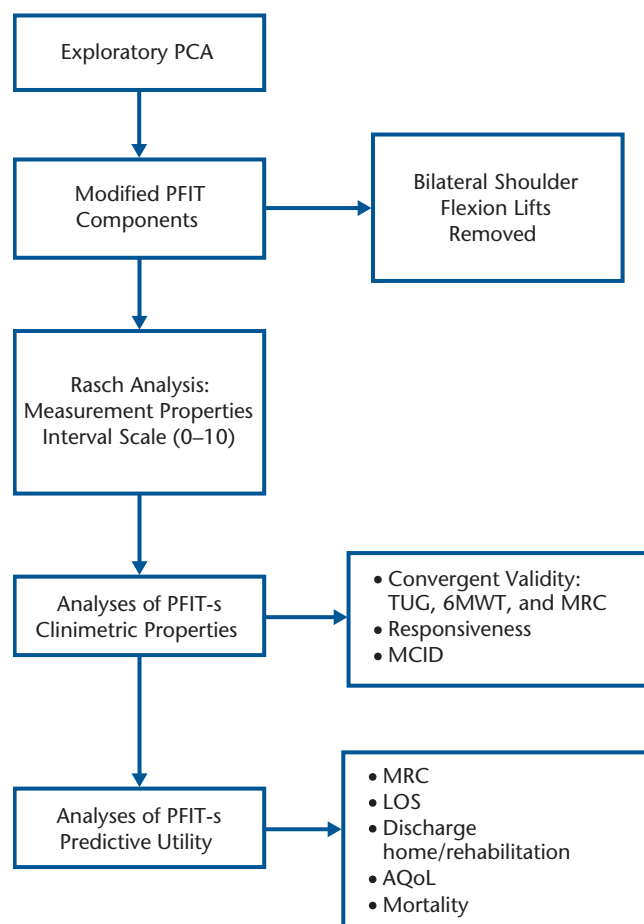 Exploratory PCA
Modified PFIT
Components
Bilateral Shoulder
Flexion Lifts
Removed
Rasch Analysis:
Measurement Properties
Interval Scale (0–10)
Analyses of PFIT-s
Clinimetric Properties
• Convergent Validity:
TUG, 6MWT, and MRC
• Responsiveness
• MCID
Analyses of PFIT-s
Predictive Utility
• MRC
• LOS
• Discharge
home/rehabilitation
• AQoL
• Mortality